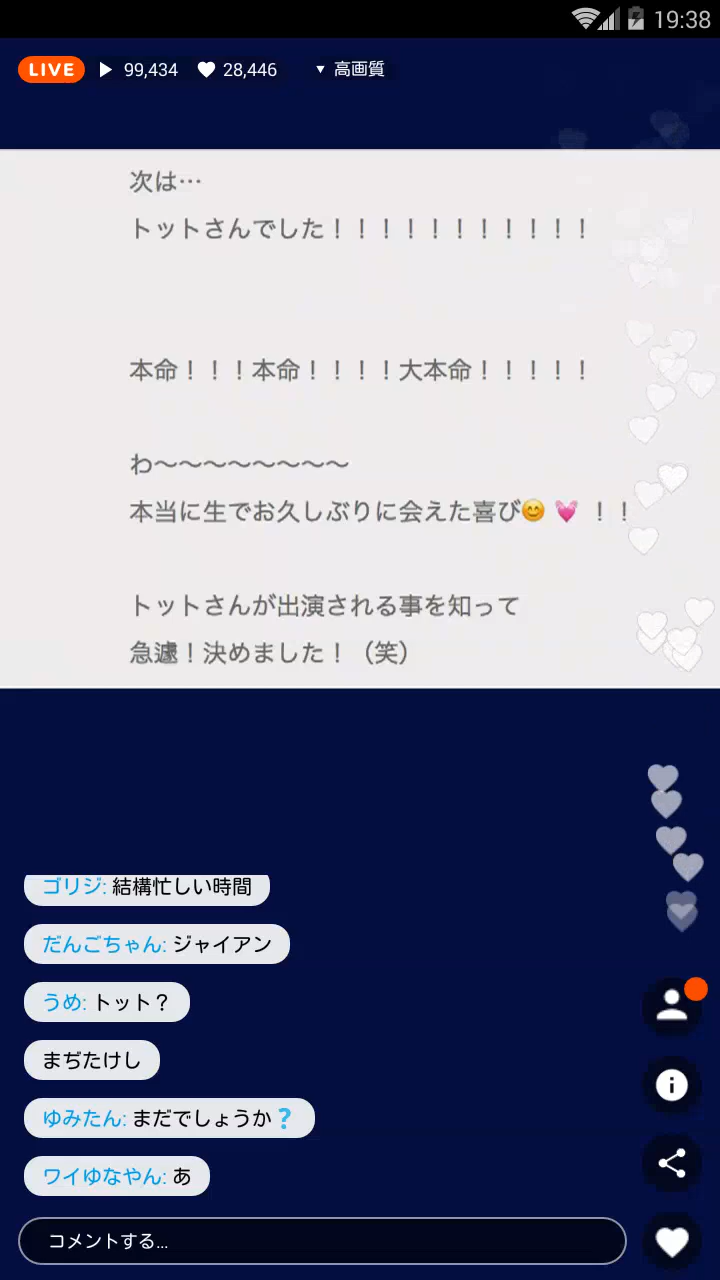 19:38
LIVE 99,434 28,446 高画質
次は…
トットさんでした！！！！！！！！！！！
本命！！！本命！！！！大本命！！！！！
わ〜〜〜〜〜〜〜〜
本当に生でお久しぶりに会えた喜び😊 💓 ！！
トットさんが出演される事を知って
急遽！決めました！（笑）
ゴリジ: 結構忙しい時間
だんごちゃん: ジャイアン
うめ: トット？
まぢたけし
ゆみたん: まだでしょうか❔
ワイゆなやん: あ
コメントする...